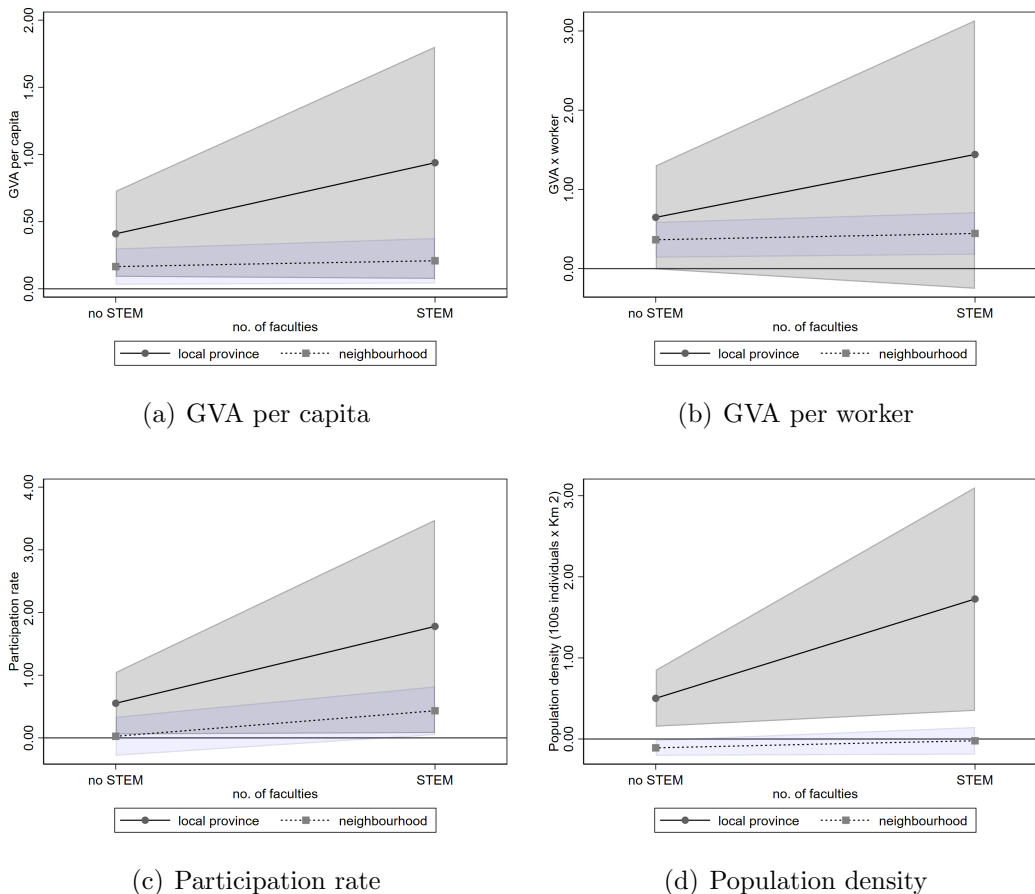 2.00
1.50
1.00
0.50
0.00
GVA per capita
no STEM STEM
no. of faculties
local province neighbourhood
(a) GVA per capita
3.00
2.00
1.00
0.00
GVA x worker
no STEM STEM
no. of faculties
local province neighbourhood
(b) GVA per worker
4.00
3.00
2.00
1.00
0.00
Participation rate
no STEM STEM
no. of faculties
local province neighbourhood
(c) Participation rate
3.00
2.00
1.00
0.00
Population density (100s individuals x Km 2)
no STEM STEM
no. of faculties
local province neighbourhood
(d) Population density